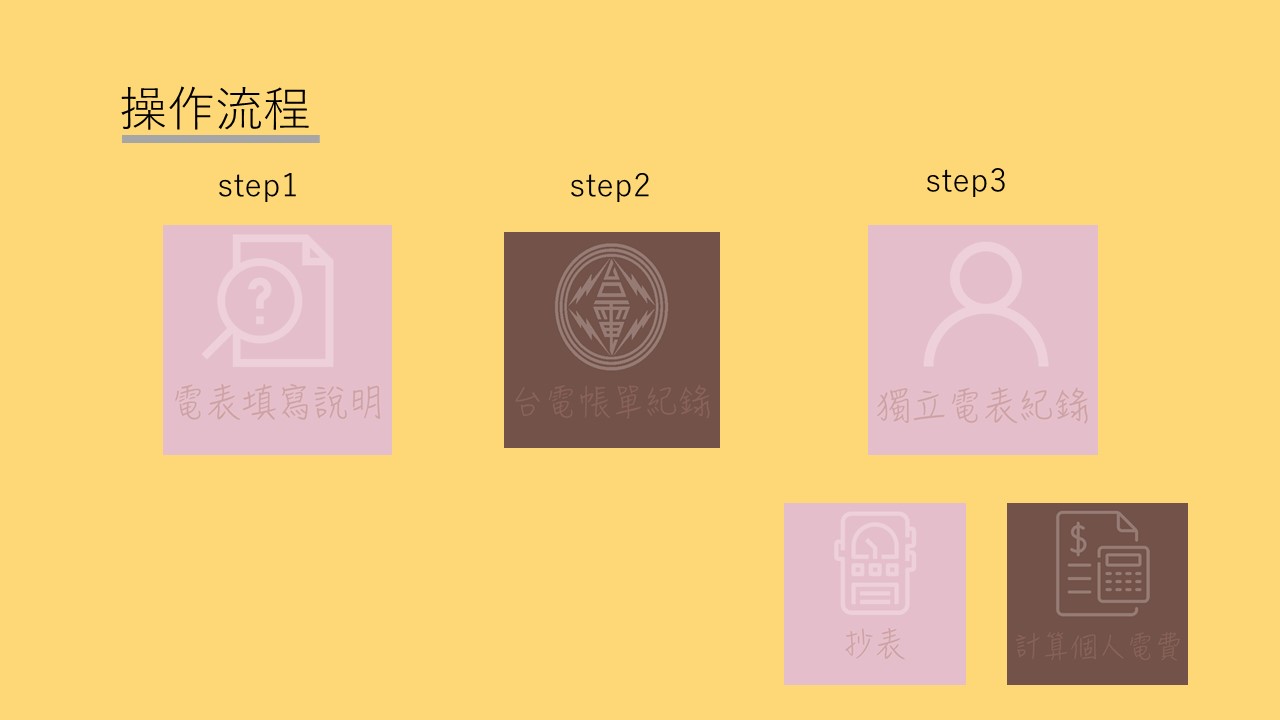 操作流程
step1
step2
step3
?
台電
電表填寫說明
台電帳單紀錄
獨立電表紀錄
$
抄表
計算個人電費